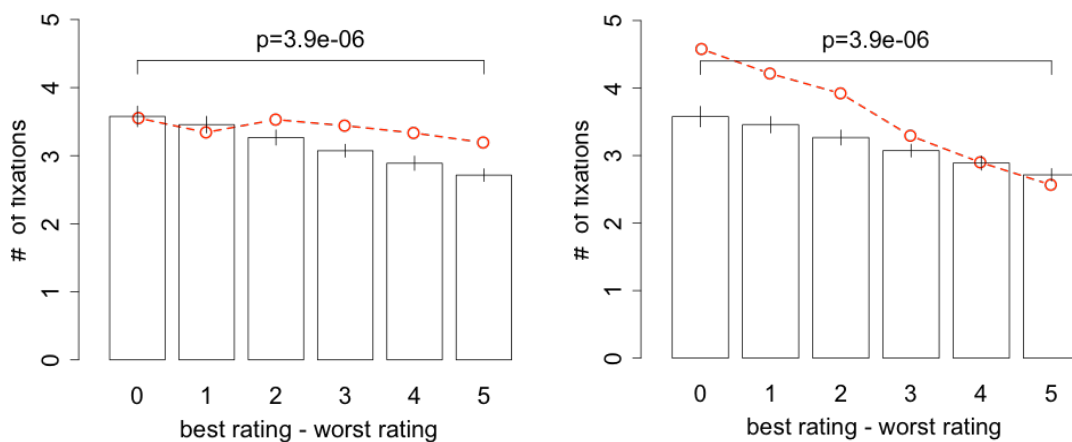 5
4
3
2
1
0
# of fixations
p=3.9e-06
0 1 2 3 4 5
best rating - worst rating
5
4
3
2
1
0
# of fixations
p=3.9e-06
0 1 2 3 4 5
best rating - worst rating